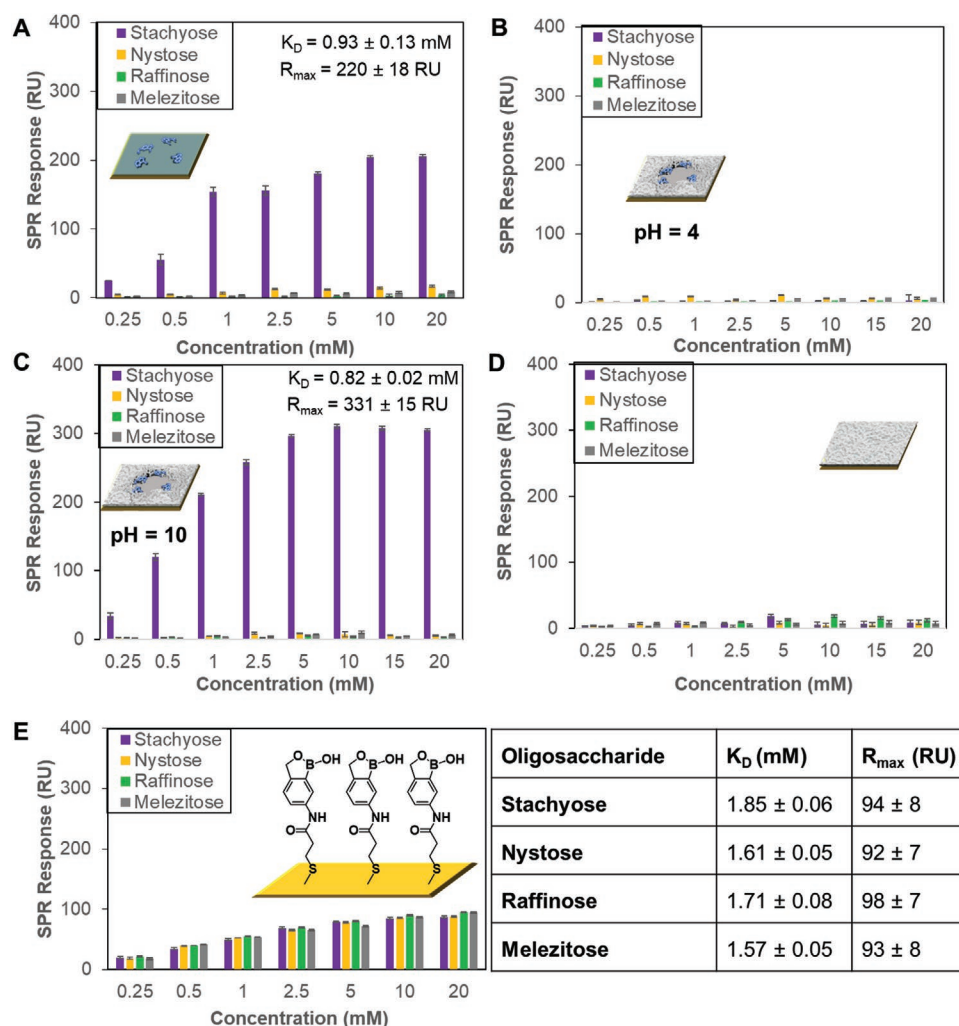 A
400
300
200
100
0
SPR Response (RU)
Stachyose
Nystose
Raffinose
Melezitose
K_D = 0.93 ± 0.13 mM
R_max = 220 ± 18 RU
0.25 0.5 1 2.5 5 10 20
Concentration (mM)
B
400
300
200
100
0
SPR Response (RU)
Stachyose
Nystose
Raffinose
Melezitose
pH = 4
0.25 0.5 1 2.5 5 10 15 20
Concentration (mM)
C
400
300
200
100
0
SPR Response (RU)
Stachyose
Nystose
Raffinose
Melezitose
K_D = 0.82 ± 0.02 mM
R_max = 331 ± 15 RU
pH = 10
0.25 0.5 1 2.5 5 10 15 20
Concentration (mM)
D
400
300
200
100
0
SPR Response (RU)
Stachyose
Nystose
Raffinose
Melezitose
0.25 0.5 1 2.5 5 10 15 20
Concentration (mM)
E
400
300
200
100
0
SPR Response (RU)
Stachyose
Nystose
Raffinose
Melezitose
O B-OH O B-OH O B-OH
NH NH NH
O O O
S S S
0.25 0.5 1 2.5 5 10 20
Concentration (mM)
Oligosaccharide K_D (mM) R_max (RU)
Stachyose 1.85 ± 0.06 94 ± 8
Nystose 1.61 ± 0.05 92 ± 7
Raffinose 1.71 ± 0.08 98 ± 7
Melezitose 1.57 ± 0.05 93 ± 8